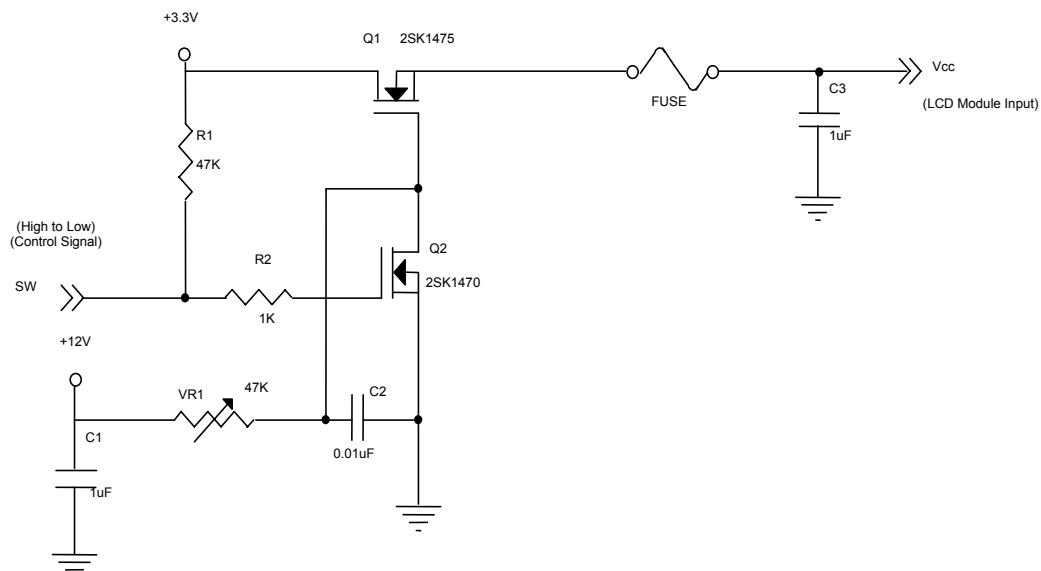 +3.3V
Q1 2SK1475
Vcc
FUSE
C3
(LCD Module Input)
R1
1uF
47K
(High to Low)
(Control Signal)
Q2
R2
SW
2SK1470
1K
+12V
VR1
47K
C2
C1
0.01uF
1uF